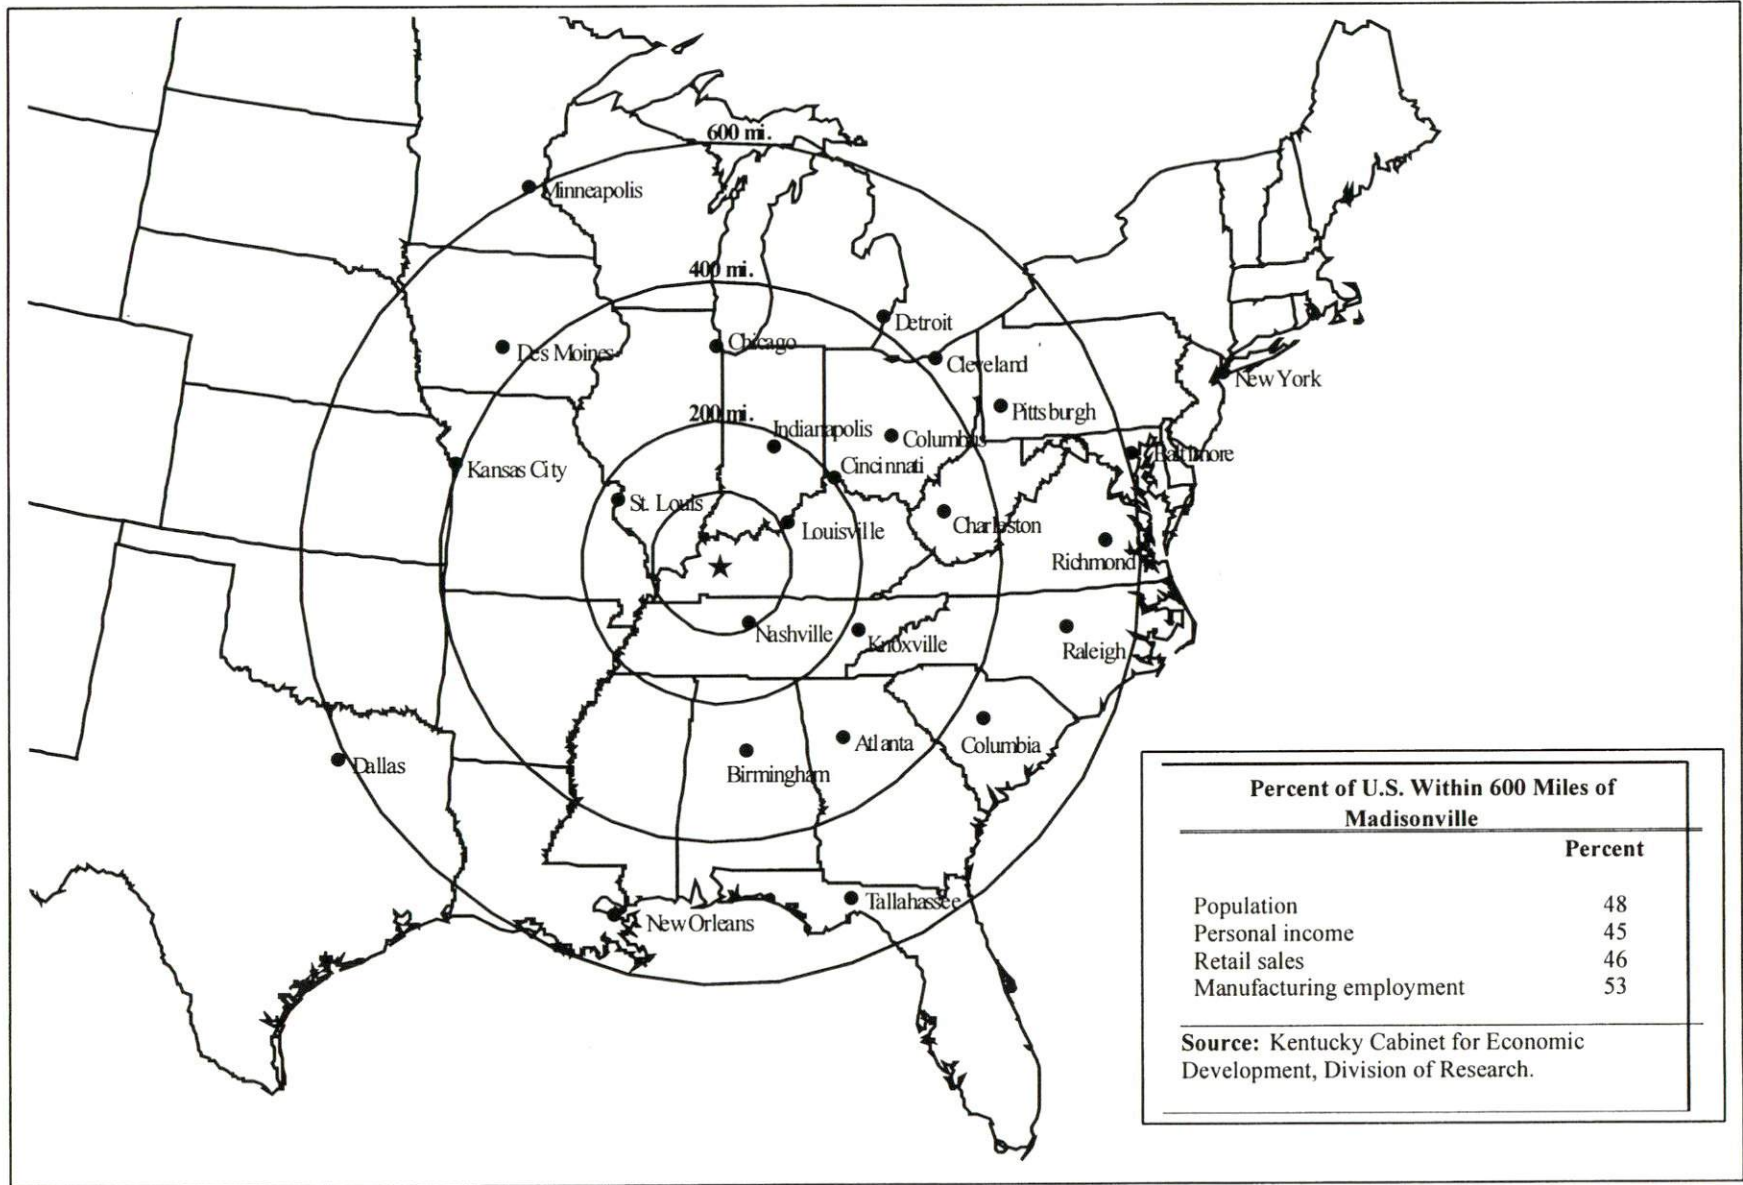 600 mi.
Minneapolis
400 mi.
Detroit
Des Moines
Chicago
Cleveland
New York
200 mi.
Pittsburgh
Indianapolis
Columbus
Baltimore
Kansas City
Cincinnati
St. Louis
Charleston
Louisville
Richmond
Nashville
Knoxville
Raleigh
Dallas
Birmingham
Atlanta
Columbia
Tallahassee
New Orleans
Percent of U.S. Within 600 Miles of
Madisonville
Percent
Population 48
Personal income 45
Retail sales 46
Manufacturing employment 53
Source: Kentucky Cabinet for Economic
Development, Division of Research.